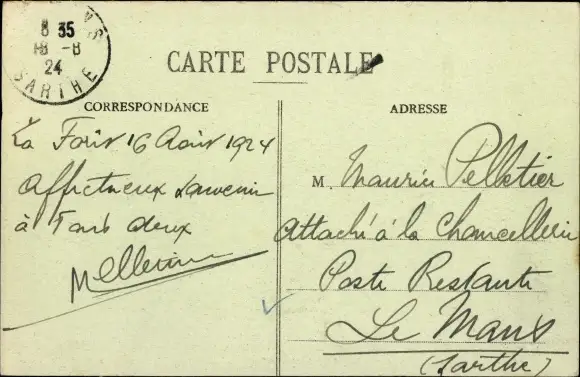 8 35
18 -8
24
SARTHE
CARTE POSTALE
CORRESPONDANCE
La 16 Août 1924
Affectueux Souvenir
à Tous deux
ADRESSE
M. Maurice Pelletier
Attaché à la Chancellerie
Poste Restante
Le Mans
(Sarthe)